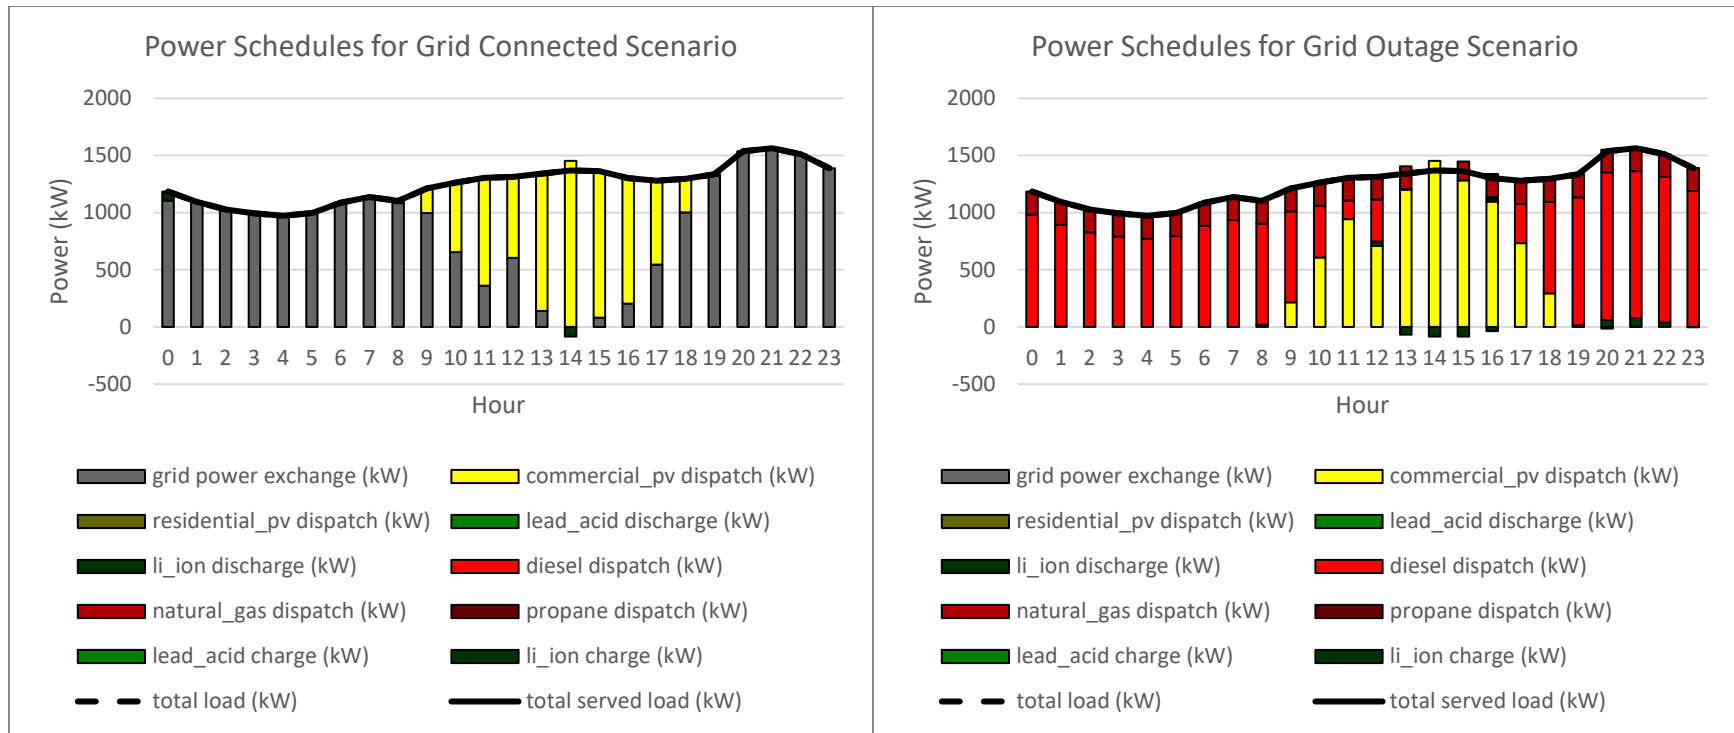 Power Schedules for Grid Connected Scenario
2000
1500
1000
500
0
-500
Power (kW)
0 1 2 3 4 5 6 7 8 9 10 11 12 13 14 15 16 17 18 19 20 21 22 23
Hour
grid power exchange (kW) commercial_pv dispatch (kW)
residential_pv dispatch (kW) lead_acid discharge (kW)
li_ion discharge (kW) diesel dispatch (kW)
natural_gas dispatch (kW) propane dispatch (kW)
lead_acid charge (kW) li_ion charge (kW)
total load (kW) total served load (kW)
Power Schedules for Grid Outage Scenario
2000
1500
1000
500
0
-500
Power (kW)
0 1 2 3 4 5 6 7 8 9 10 11 12 13 14 15 16 17 18 19 20 21 22 23
Hour
grid power exchange (kW) commercial_pv dispatch (kW)
residential_pv dispatch (kW) lead_acid discharge (kW)
li_ion discharge (kW) diesel dispatch (kW)
natural_gas dispatch (kW) propane dispatch (kW)
lead_acid charge (kW) li_ion charge (kW)
total load (kW) total served load (kW)